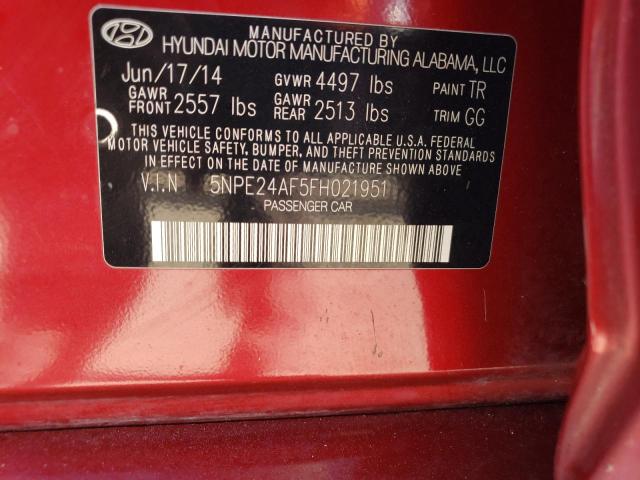 MANUFACTURED BY
HYUNDAI MOTOR MANUFACTURING ALABAMA, LLC
Jun/17/14 GVWR 4497 lbs PAINT TR
GAWR FRONT 2557 lbs GAWR REAR 2513 lbs TRIM GG
THIS VEHICLE CONFORMS TO ALL APPLICABLE U.S.A. FEDERAL
MOTOR VEHICLE SAFETY, BUMPER, AND THEFT PREVENTION
STANDARDS IN EFFECT ON THE DATE OF MANUFACTURE SHOWN ABOVE
V.I.N 5NPE24AF5FH021951
PASSENGER CAR